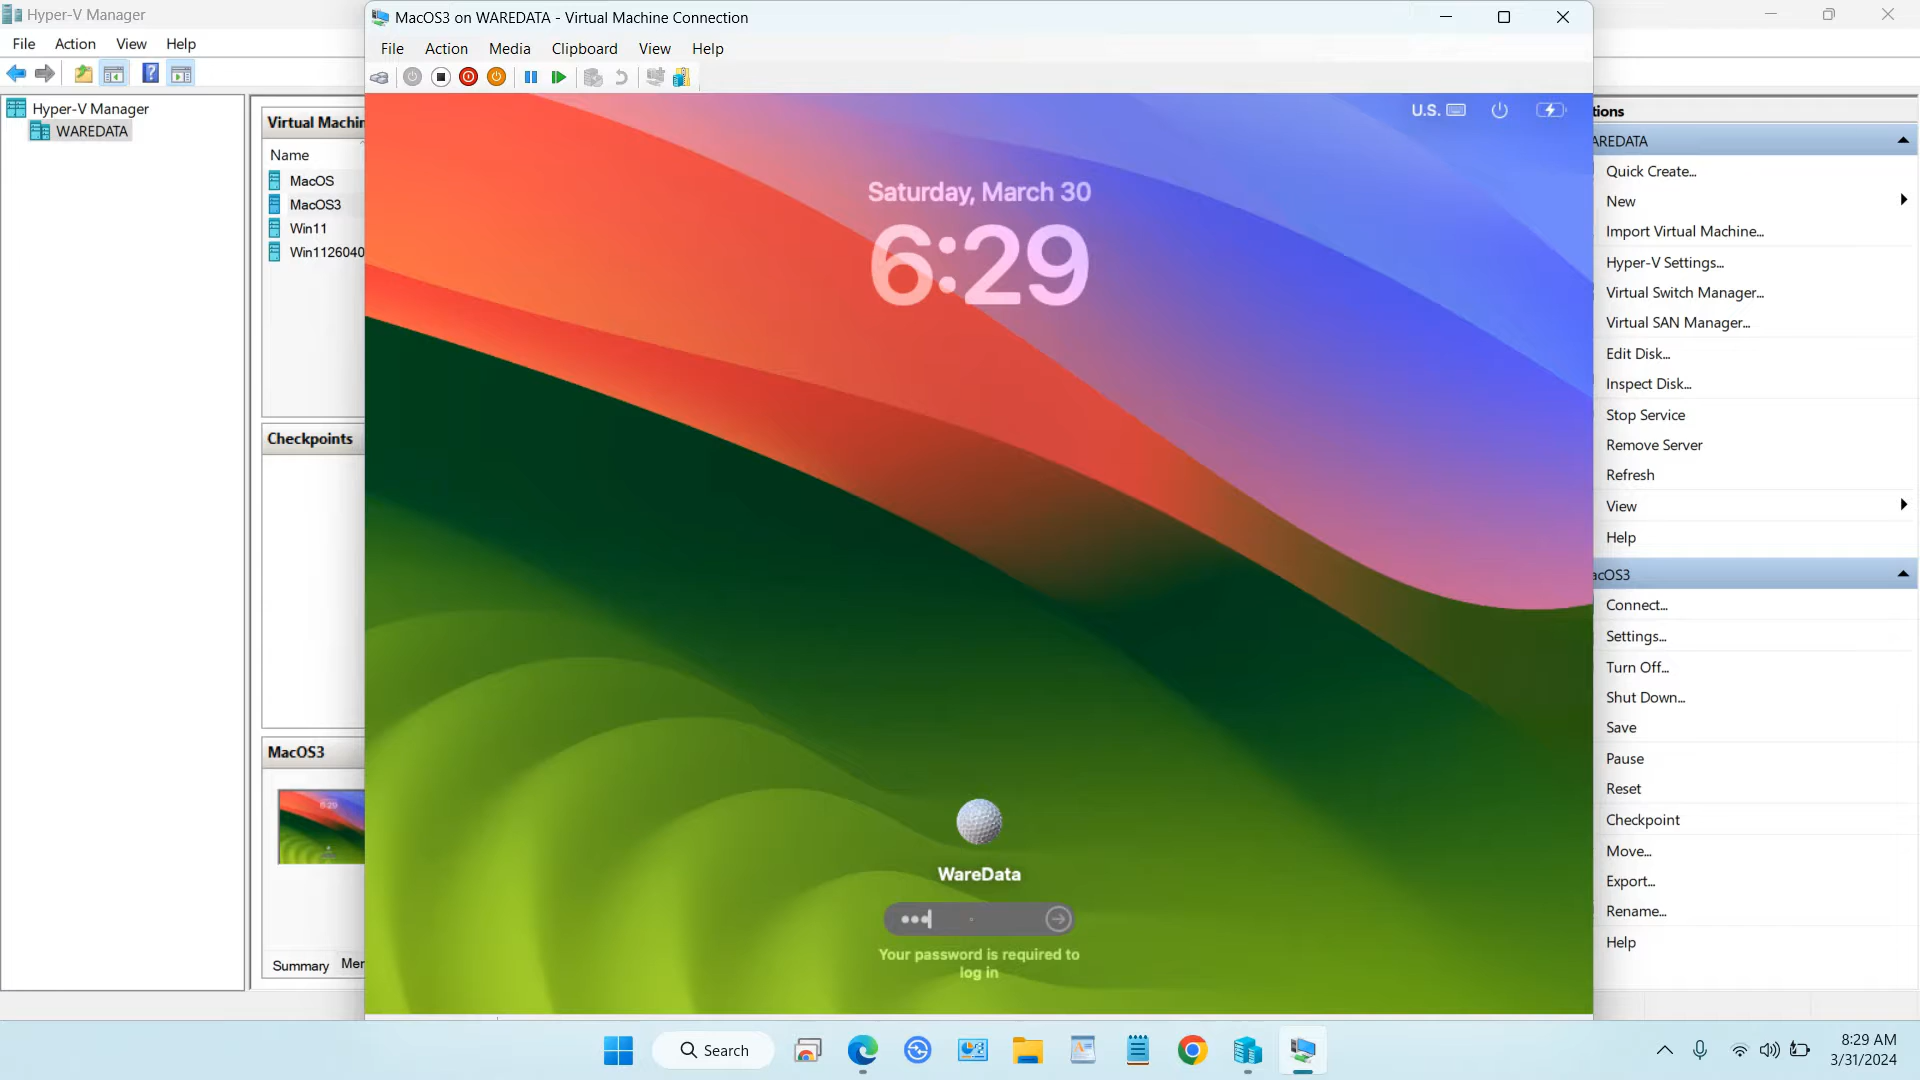 Hyper-V Manager
File Action View Help
Hyper-V Manager
WAREDATA
Virtual Machin
Name
MacOS
MacOS3
Win11
Win1126040
Checkpoints
MacOS3
6:29
Summary Mer
MacOS3 on WAREDATA - Virtual Machine Connection
File Action Media Clipboard View Help
U.S.
Saturday, March 30
6:29
WareData
Your password is required to
log in
tions
AREDATA
Quick Create...
New
Import Virtual Machine...
Hyper-V Settings...
Virtual Switch Manager...
Virtual SAN Manager...
Edit Disk...
Inspect Disk...
Stop Service
Remove Server
Refresh
View
Help
acOS3
Connect...
Settings...
Turn Off...
Shut Down...
Save
Pause
Reset
Checkpoint
Move...
Export...
Rename...
Help
Search
8:29 AM
3/31/2024